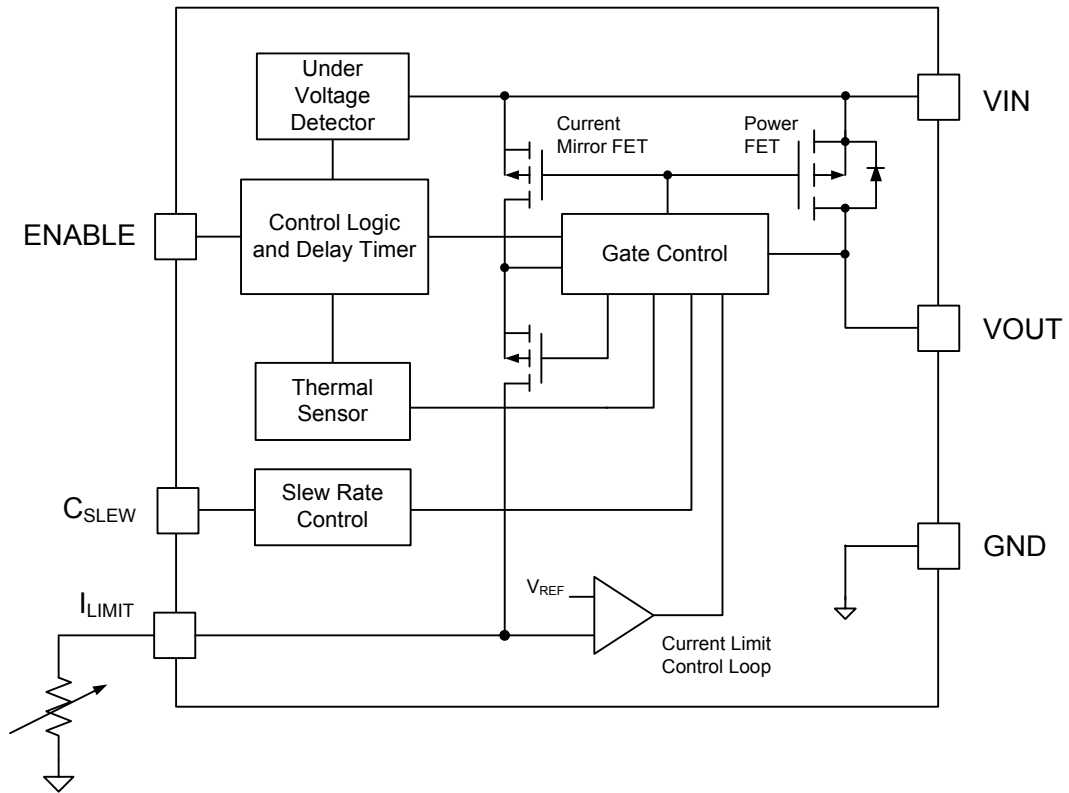 Under
Voltage
Detector
VIN
Current
Mirror FET
Power
FET
ENABLE
Control Logic
and Delay Timer
Gate Control
VOUT
Thermal
Sensor
CSLEW
Slew Rate
Control
GND
ILIMIT
VREF
Current Limit
Control Loop